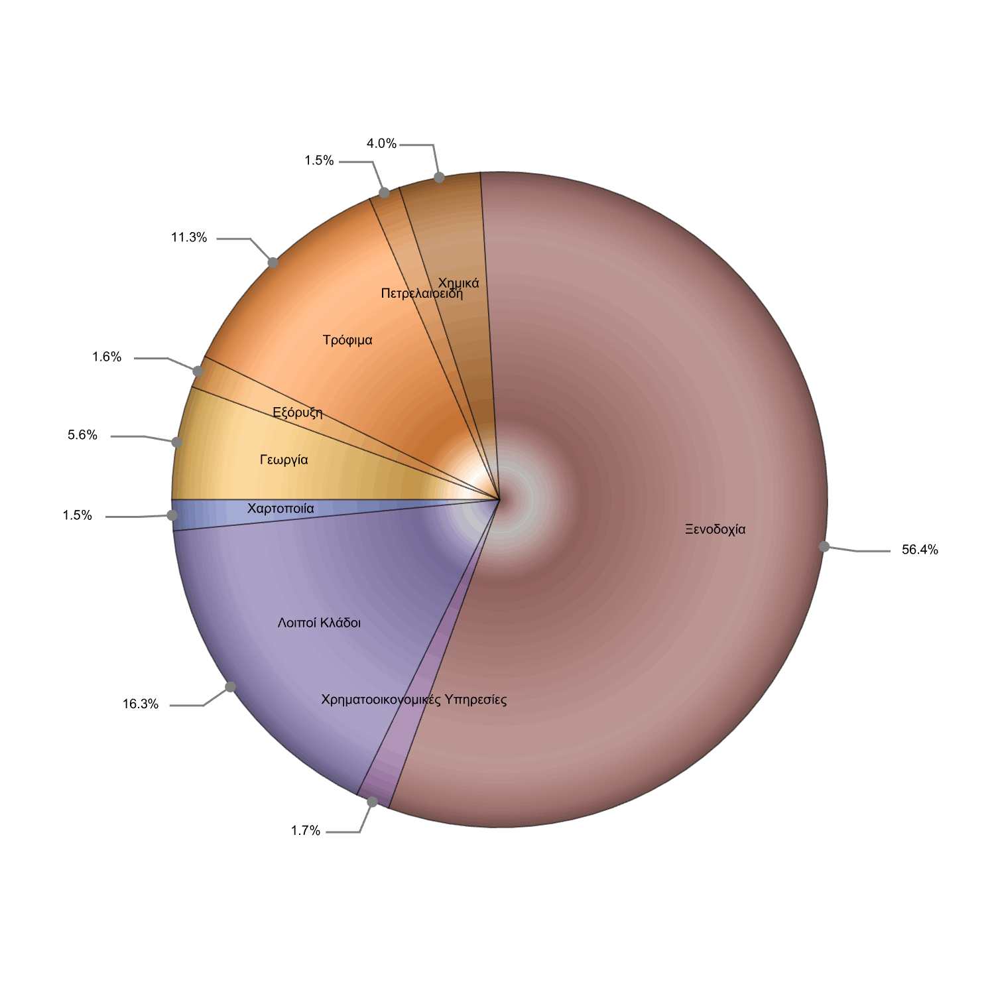 4.0%
1.5%
11.3%
Χημικά
Πετρελαιοειδή
Τρόφιμα
1.6%
Εξόρυξη
5.6%
Γεωργία
Χαρτοποιία
1.5%
Ξενοδοχία
56.4%
Λοιποί Κλάδοι
Χρηματοοικονομικές Υπηρεσίες
16.3%
1.7%